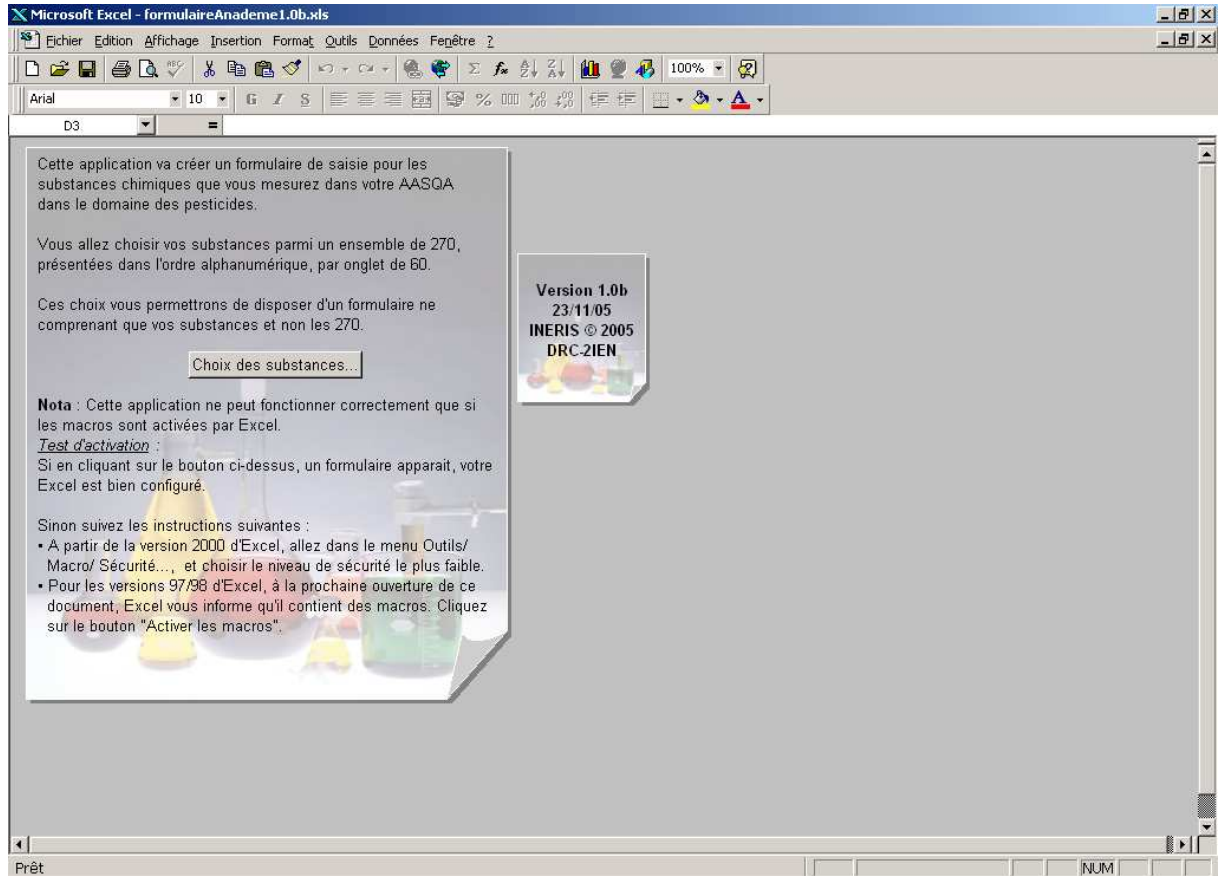 Microsoft Excel - formulaireAnademe1.0b.xls
Fichier Edition Affichage Insertion Format Outils Données Fenêtre ?
100%
Arial 10 G I S
D3 =
Cette application va créer un formulaire de saisie pour les
substances chimiques que vous mesurez dans votre AASQA
dans le domaine des pesticides.
Vous allez choisir vos substances parmi un ensemble de 270,
présentées dans l'ordre alphanumérique, par onglet de 60.
Ces choix vous permettrons de disposer d'un formulaire ne
comprenant que vos substances et non les 270.
Choix des substances...
Nota : Cette application ne peut fonctionner correctement que si
les macros sont activées par Excel.
Test d'activation :
Si en cliquant sur le bouton ci-dessus, un formulaire apparait, votre
Excel est bien configuré.
Sinon suivez les instructions suivantes :
• A partir de la version 2000 d'Excel, allez dans le menu Outils/
Macro/ Sécurité..., et choisir le niveau de sécurité le plus faible.
• Pour les versions 97/98 d'Excel, à la prochaine ouverture de ce
document, Excel vous informe qu'il contient des macros. Cliquez
sur le bouton "Activer les macros".
Version 1.0b
23/11/05
INERIS © 2005
DRC-2IEN
Prêt
NUM